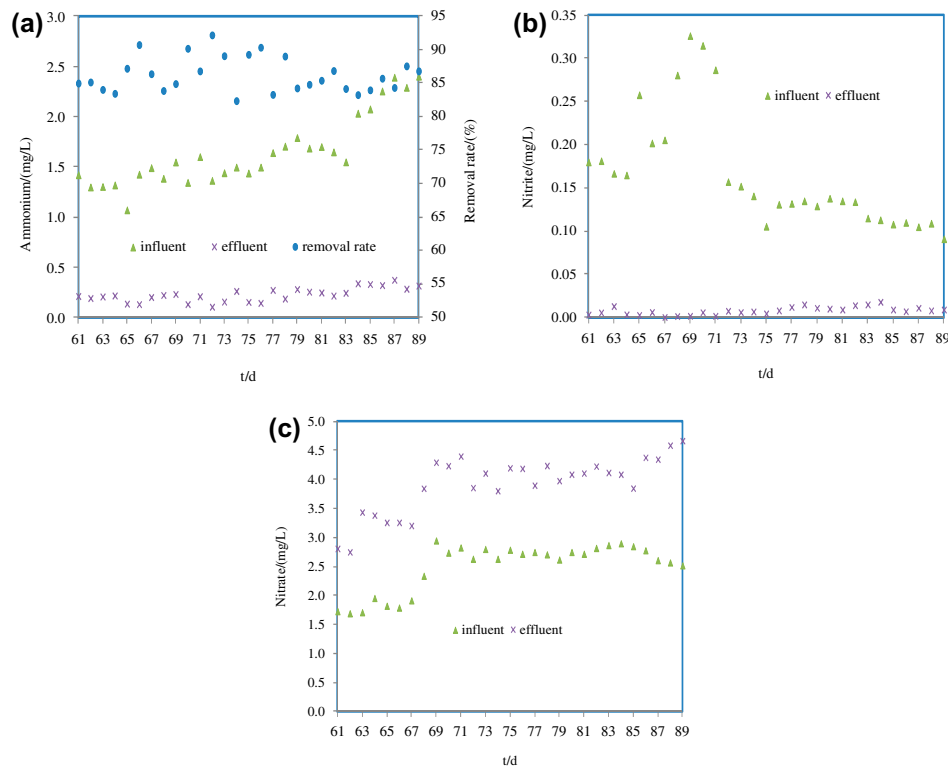 (a)
3.0
2.5
2.0
1.5
1.0
0.5
0.0
Ammonium/(mg/L)
95
90
85
80
75
70
65
60
55
50
Removal rate/(%)
influent effluent removal rate
61 63 65 67 69 71 73 75 77 79 81 83 85 87 89
t/d
(b)
0.35
0.30
0.25
0.20
0.15
0.10
0.05
0.00
Nitrite/(mg/L)
influent effluent
61 63 65 67 69 71 73 75 77 79 81 83 85 87 89
t/d
(c)
5.0
4.5
4.0
3.5
3.0
2.5
2.0
1.5
1.0
0.5
0.0
Nitrate/(mg/L)
influent effluent
61 63 65 67 69 71 73 75 77 79 81 83 85 87 89
t/d